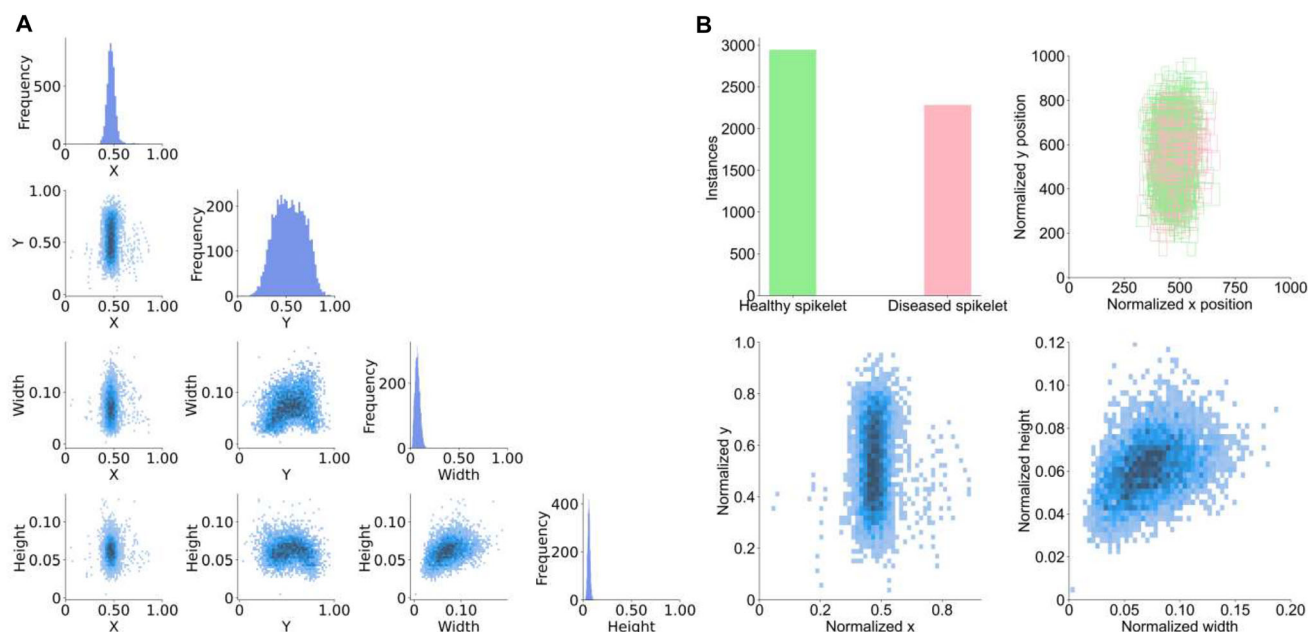 A
Frequency
500
0
0 0.50 1.00
X
1.00
Y
0.50
0
0 0.50 1.00
X
Frequency
200
100
0
0 0.50 1.00
Y
Width
0.10
0
0 0.50 1.00
X
Width
0.10
0
0 0.50 1.00
Y
Frequency
200
0
0 0.50 1.00
Width
Height
0.10
0.05
0
0 0.50 1.00
X
Height
0.10
0.05
0
0 0.50 1.00
Y
Height
0.10
0.05
0
0 0.10
Width
Frequency
400
200
0
0 0.50 1.00
Height
B
Instances
3000
2500
2000
1500
1000
500
0
Healthy spikelet Diseased spikelet
Normalized y position
1000
800
600
400
200
0
0 250 500 750 1000
Normalized x position
Normalized y
1.0
0.8
0.6
0.4
0.2
0
0 0.2 0.5 0.8
Normalized x
Normalized height
0.12
0.10
0.08
0.06
0.04
0.02
0
0 0.05 0.10 0.15 0.20
Normalized width